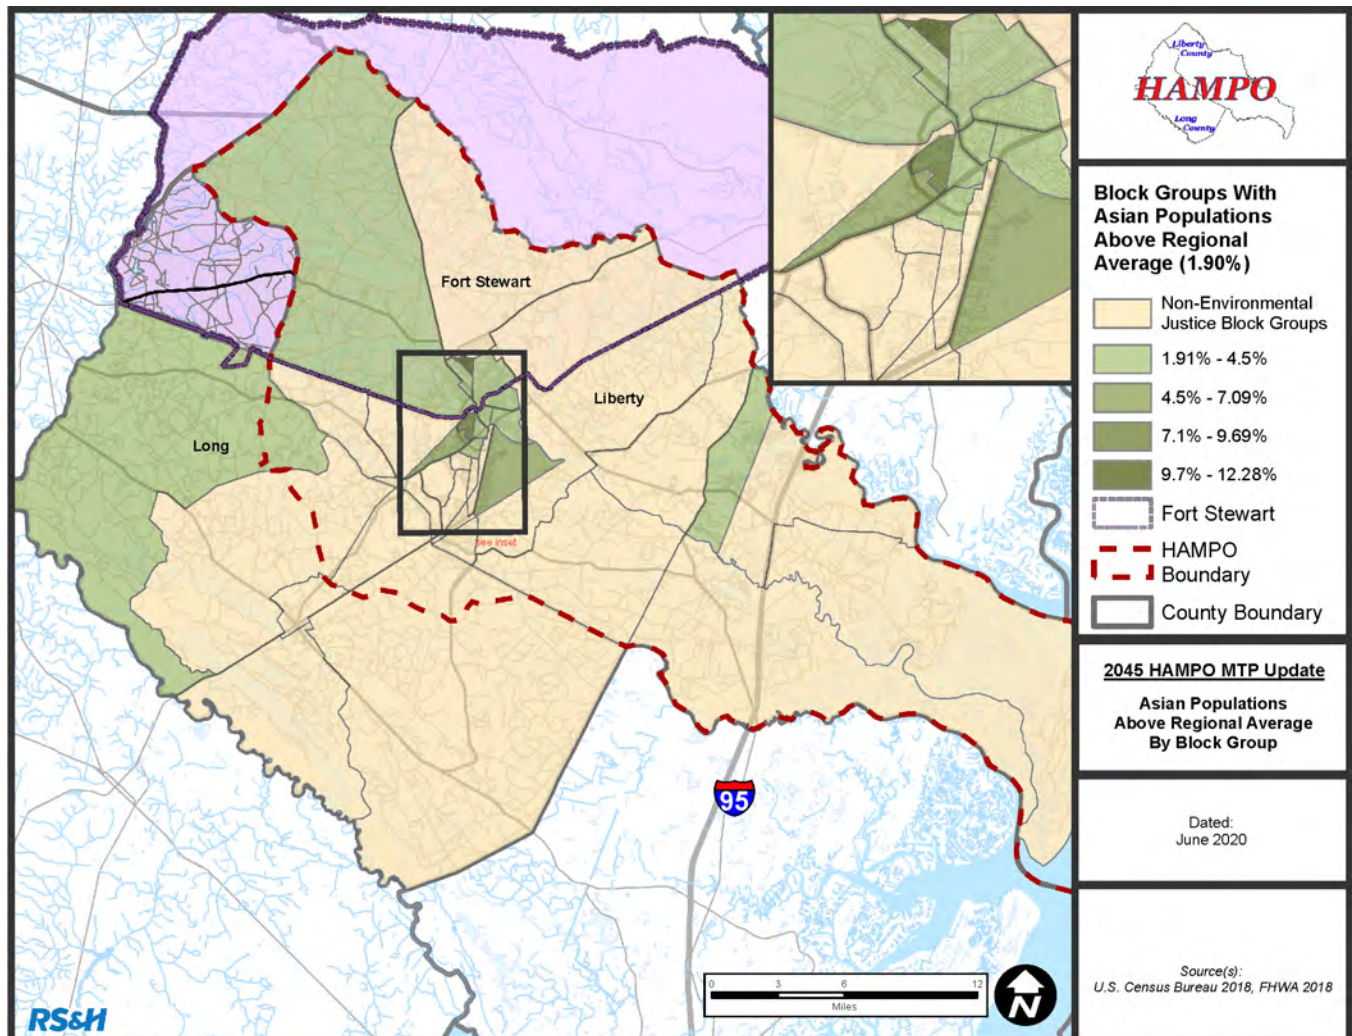 Fort Stewart
Liberty
Long
see inset
95
0 3 6 12
Miles
N
RS&H
Liberty
County
HAMPO
Long
County
Block Groups With
Asian Populations
Above Regional
Average (1.90%)
Non-Environmental
Justice Block Groups
1.91% - 4.5%
4.5% - 7.09%
7.1% - 9.69%
9.7% - 12.28%
Fort Stewart
HAMPO
Boundary
County Boundary
2045 HAMPO MTP Update
Asian Populations
Above Regional Average
By Block Group
Dated:
June 2020
Source(s):
U.S. Census Bureau 2018, FHWA 2018